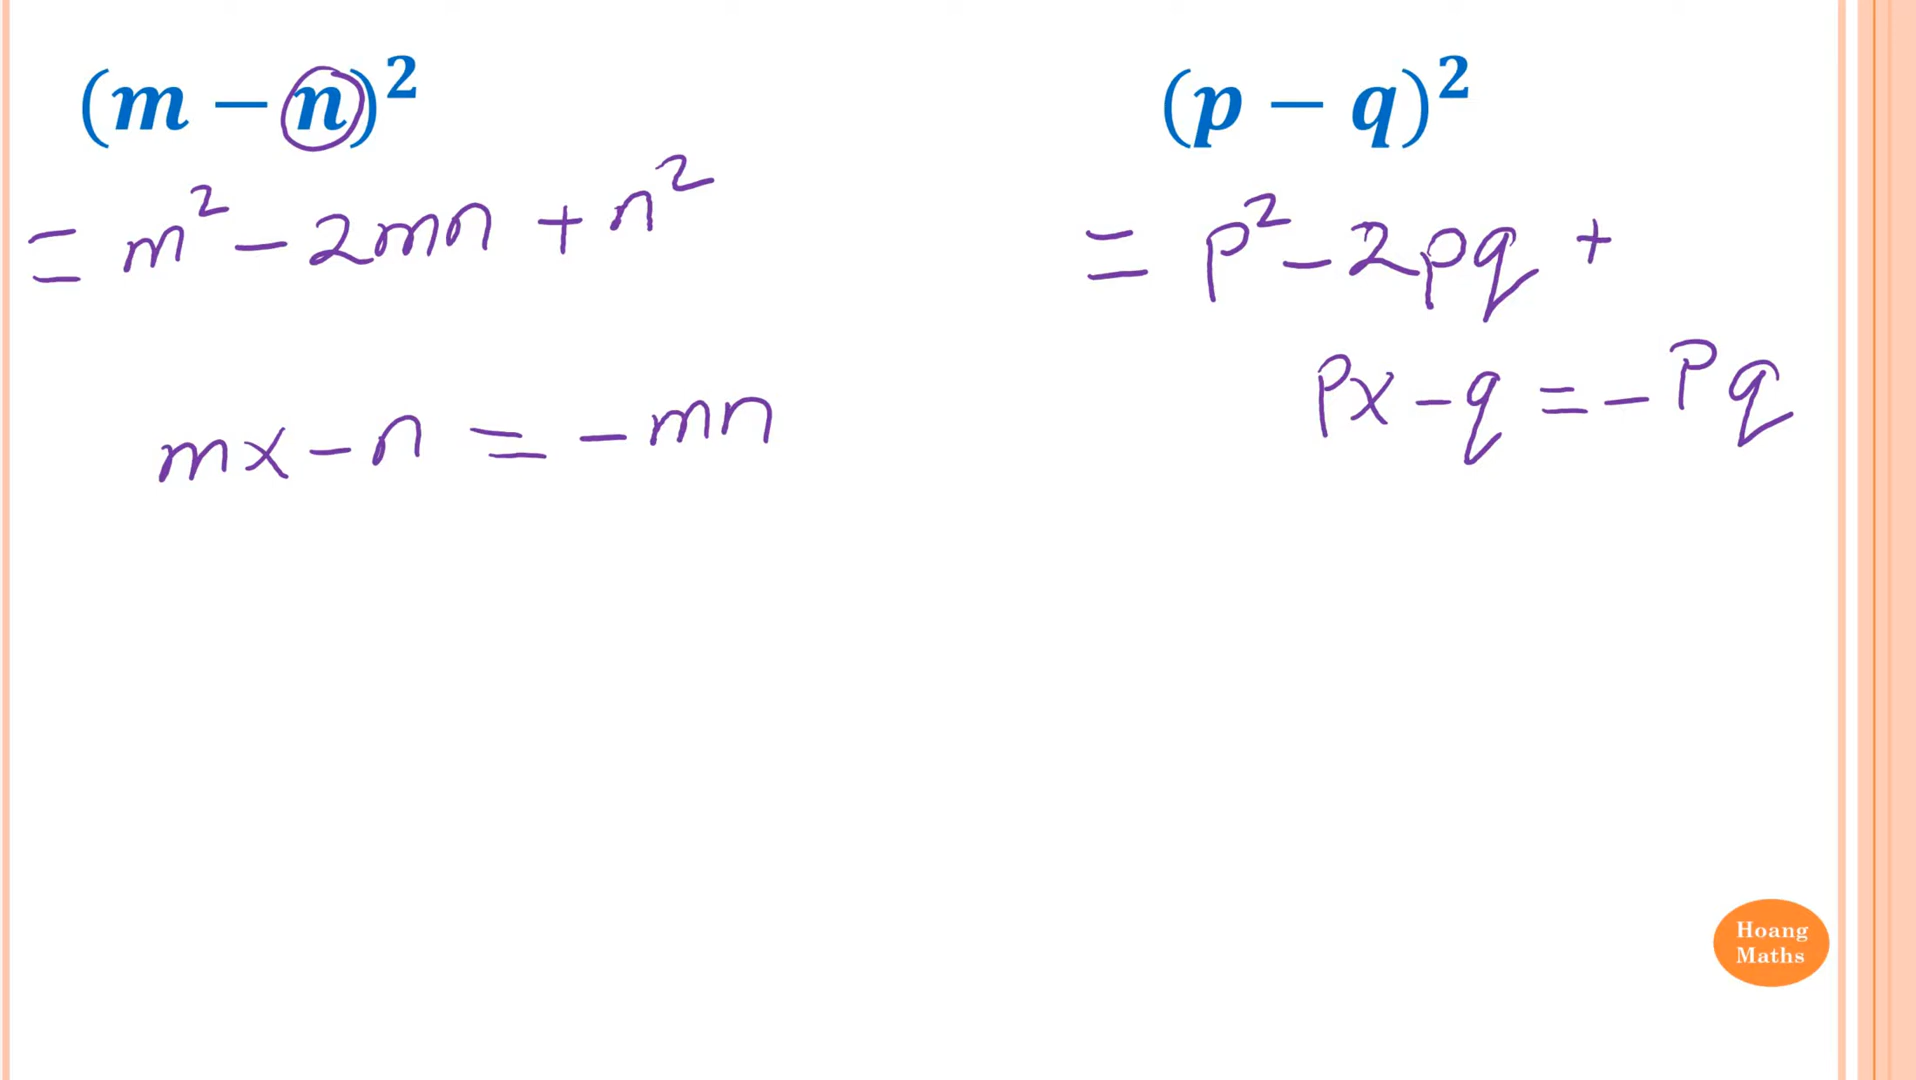 (m − n)²
= m² − 2mn + n²
mx − n = − mn
(p − q)²
= p² − 2pq +
px − q = − pq
Hoang
Maths